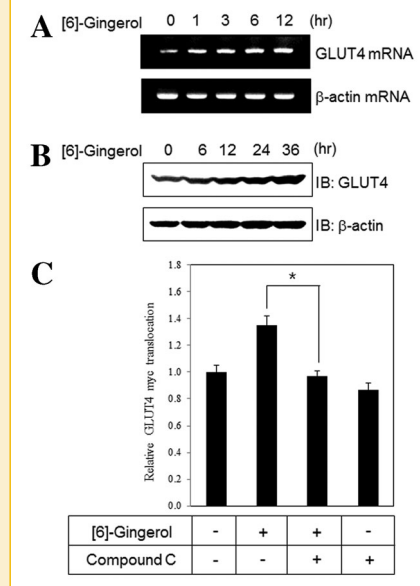 A [6]-Gingerol 0 1 3 6 12 (hr)
GLUT4 mRNA
β-actin mRNA
B [6]-Gingerol 0 6 12 24 36 (hr)
IB: GLUT4
IB: β-actin
C
Relative GLUT4 myc translocation
1.8
1.6
1.4
1.2
1.0
0.8
0.6
0.4
0.2
0.0
*
[6]-Gingerol - + + -
Compound C - - + +